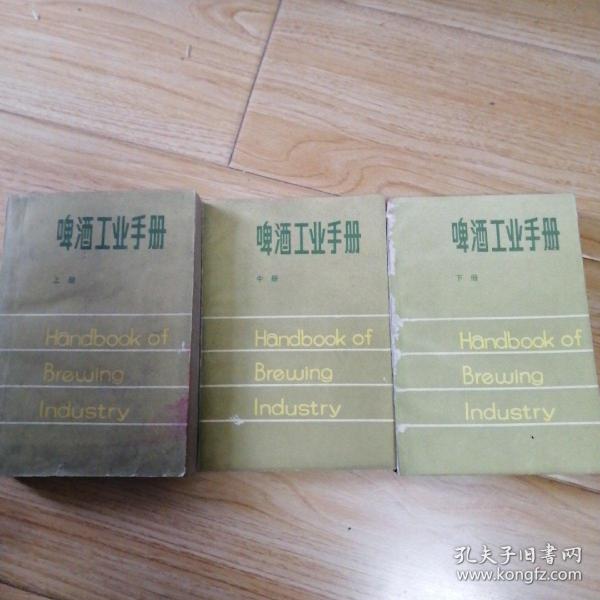 啤酒工业手册
上册
Handbook of
Brewing
Industry
啤酒工业手册
中册
Handbook of
Brewing
Industry
啤酒工业手册
下册
Handbook of
Brewing
Industry
孔夫子旧书网
www.kongfz.com